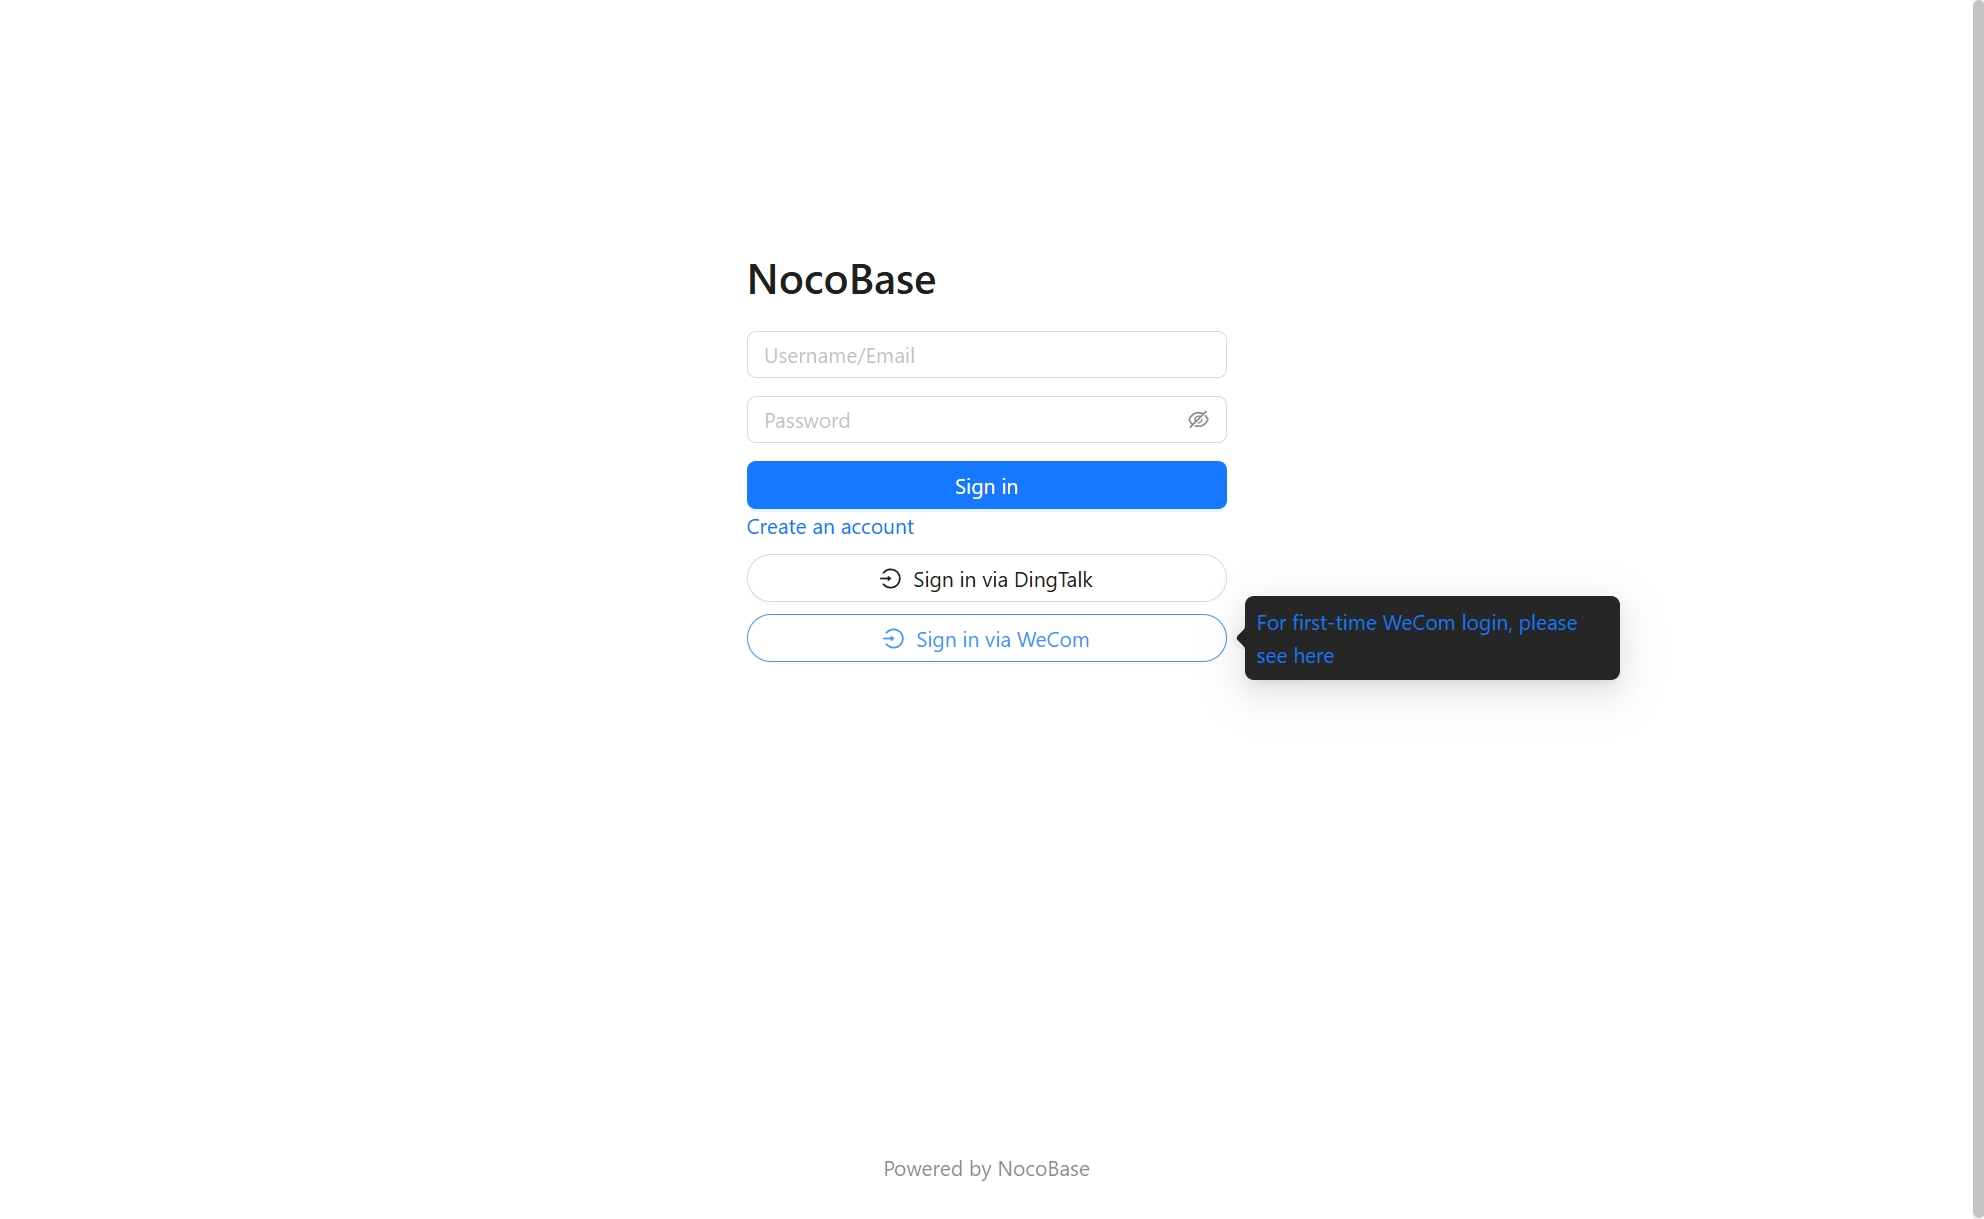 NocoBase
Username/Email
Password
Sign in
Create an account
Sign in via DingTalk
Sign in via WeCom
For first-time WeCom login, please
see here
Powered by NocoBase